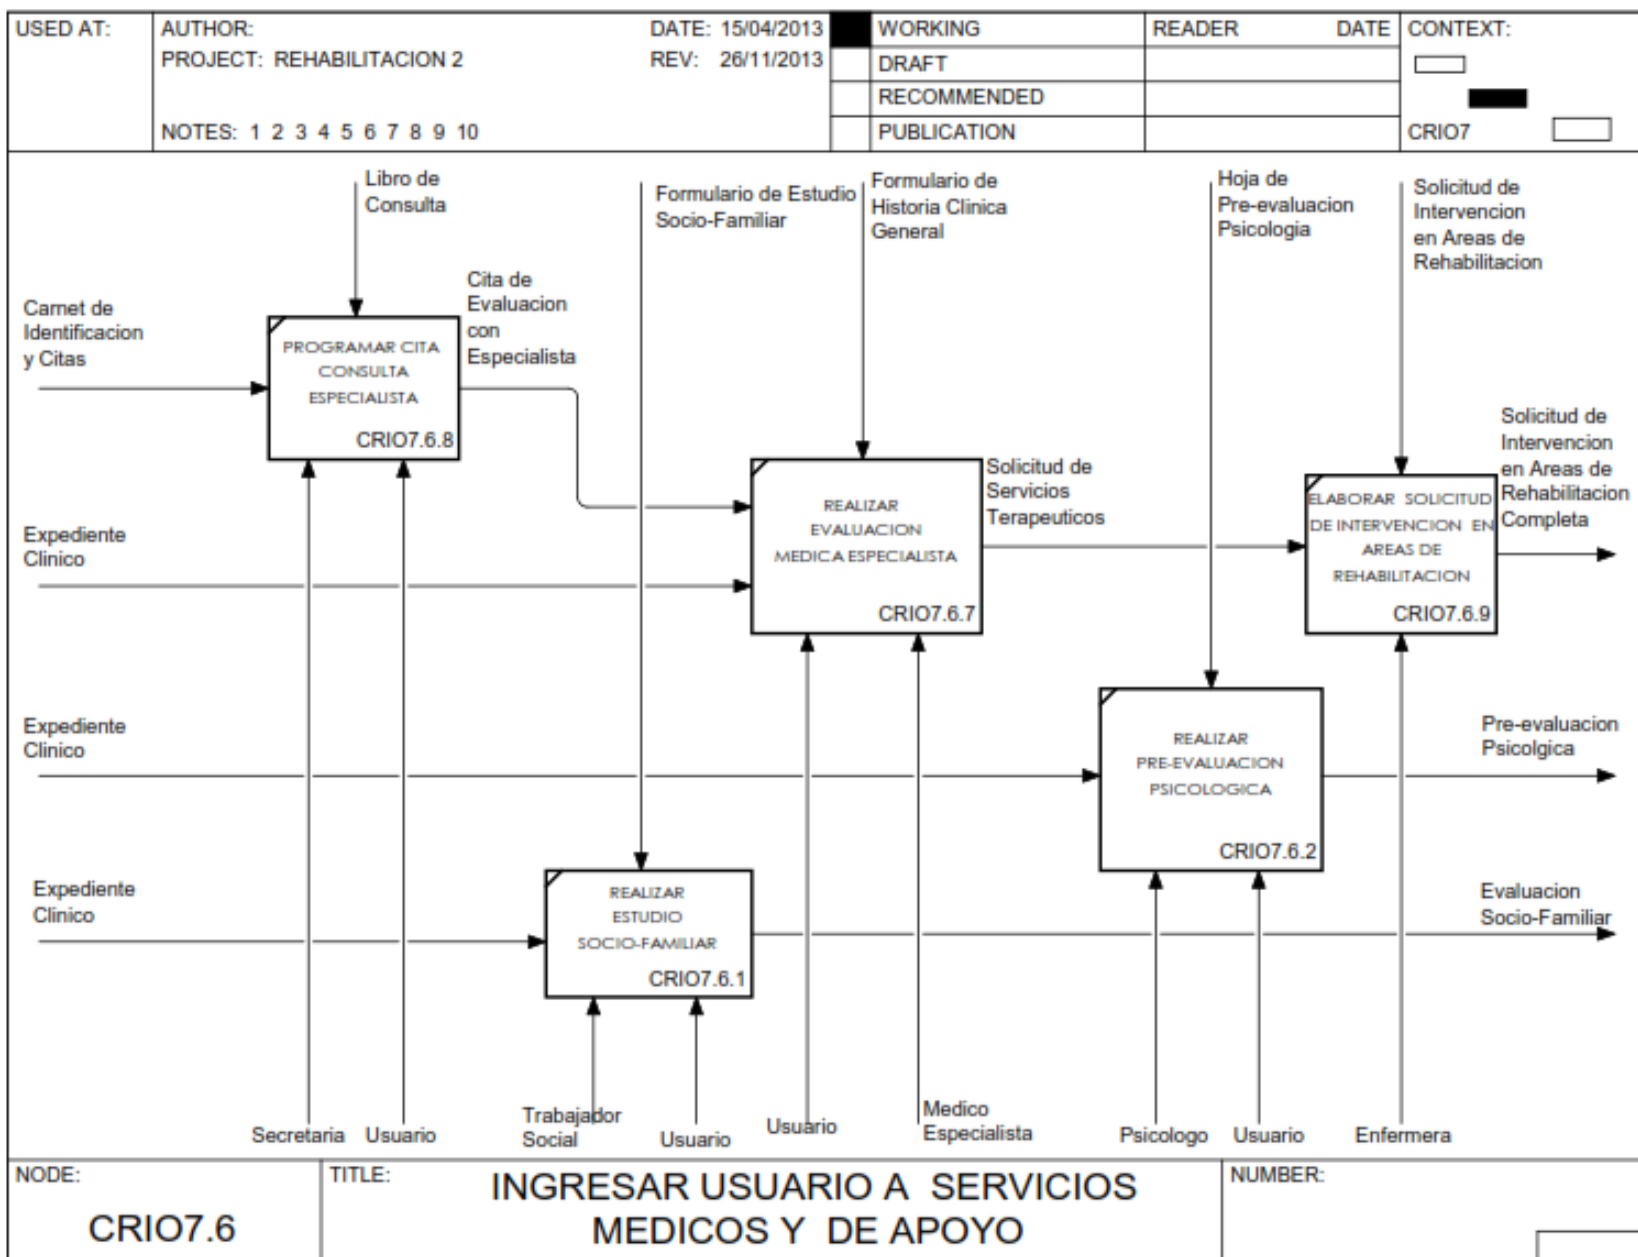 USED AT:
AUTHOR:
DATE: 15/04/2013
PROJECT: REHABILITACION 2
REV: 26/11/2013
NOTES: 1 2 3 4 5 6 7 8 9 10
WORKING
DRAFT
RECOMMENDED
PUBLICATION
READER
DATE
CONTEXT:
CRIO7
Libro de
Consulta
Formulario de Estudio
Socio-Familiar
Formulario de
Historia Clinica
General
Hoja de
Pre-evaluacion
Psicologia
Solicitud de
Intervencion
en Areas de
Rehabilitacion
Carnet de
Identificacion
y Citas
PROGRAMAR CITA
CONSULTA
ESPECIALISTA
CRIO7.6.8
Cita de
Evaluacion
con
Especialista
Expediente
Clinico
REALIZAR
EVALUACION
MEDICA ESPECIALISTA
CRIO7.6.7
Solicitud de
Servicios
Terapeuticos
ELABORAR SOLICITUD
DE INTERVENCION EN
AREAS DE
REHABILITACION
CRIO7.6.9
Solicitud de
Intervencion
en Areas de
Rehabilitacion
Completa
Expediente
Clinico
REALIZAR
PRE-EVALUACION
PSICOLOGICA
CRIO7.6.2
Pre-evaluacion
Psicolgica
Expediente
Clinico
REALIZAR
ESTUDIO
SOCIO-FAMILIAR
CRIO7.6.1
Evaluacion
Socio-Familiar
Secretaria
Usuario
Trabajador
Social
Usuario
Usuario
Medico
Especialista
Psicologo
Usuario
Enfermera
NODE:
CRIO7.6
TITLE:
INGRESAR USUARIO A SERVICIOS
MEDICOS Y DE APOYO
NUMBER: